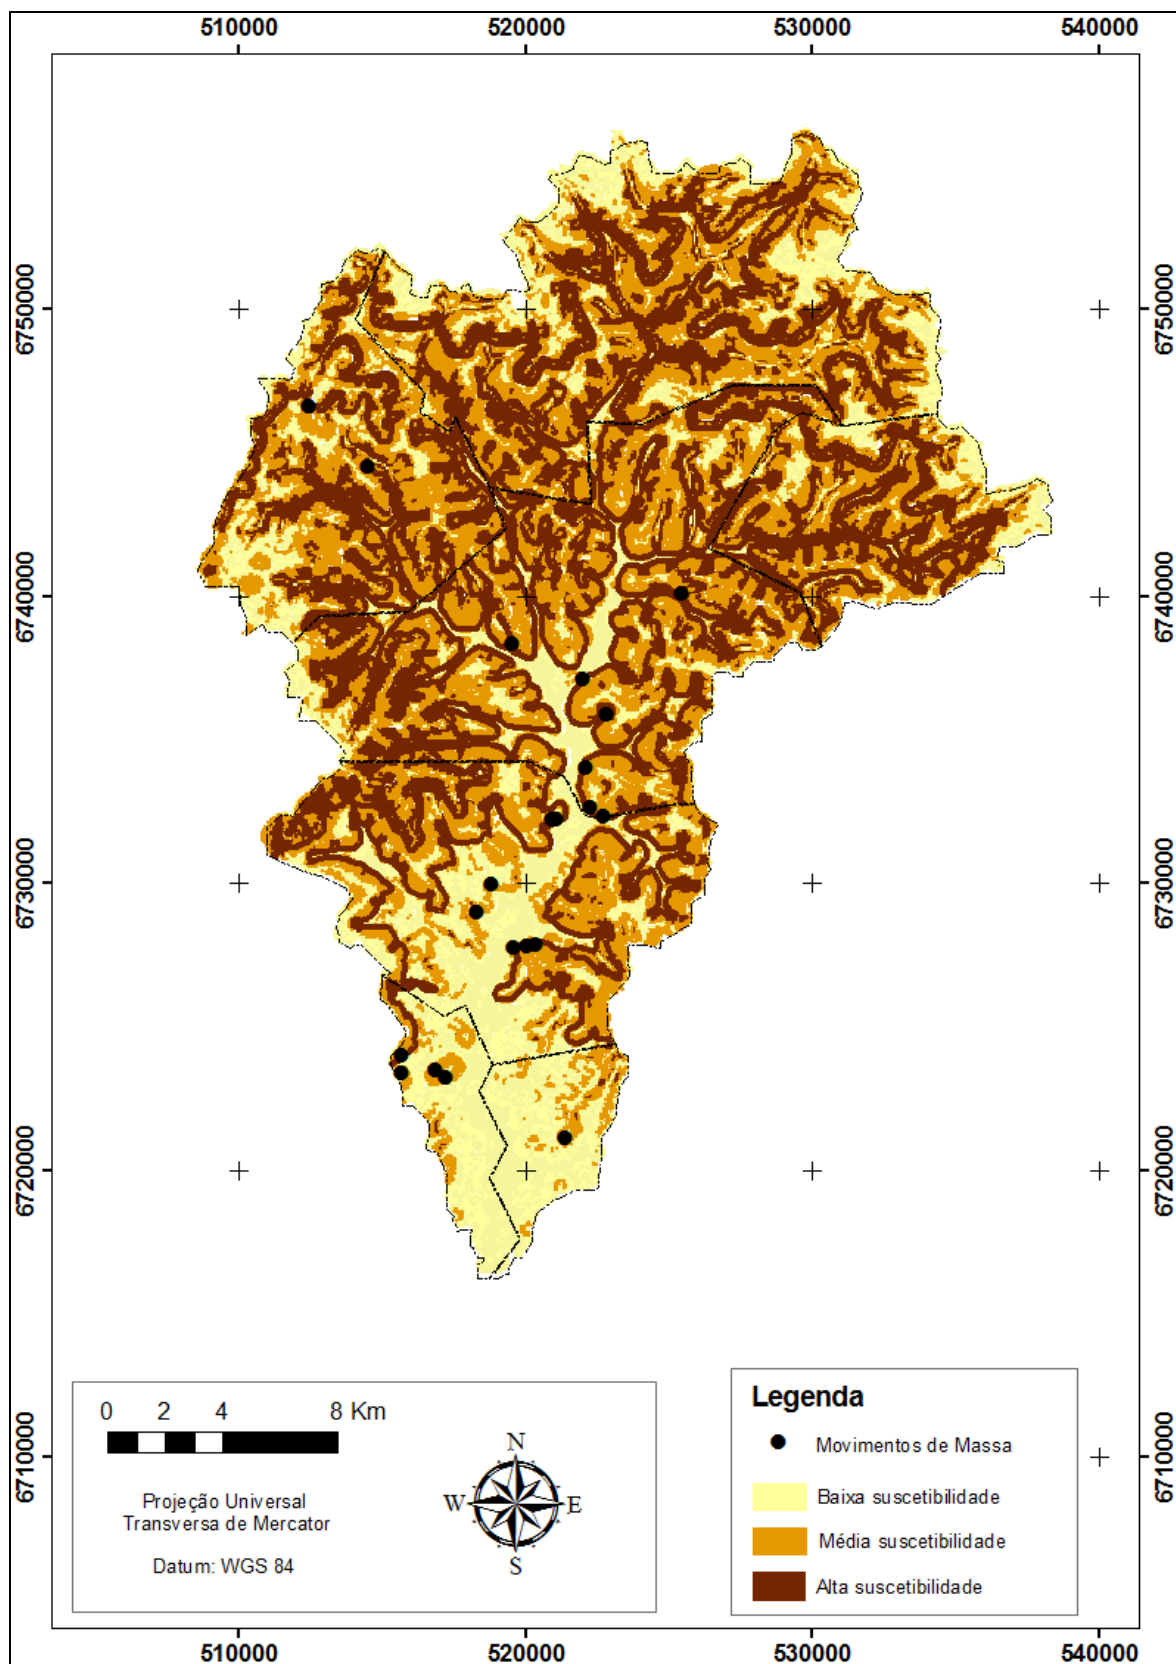 510000 520000 530000 540000
6750000 6750000
6740000 6740000
6730000 6730000
6720000 6720000
6710000 6710000
0 2 4 8 Km
Projeção Universal
Transversa de Mercator
Datum: WGS 84
N
W E
S
Legenda
Movimentos de Massa
Baixa suscetibilidade
Média suscetibilidade
Alta suscetibilidade
510000 520000 530000 540000